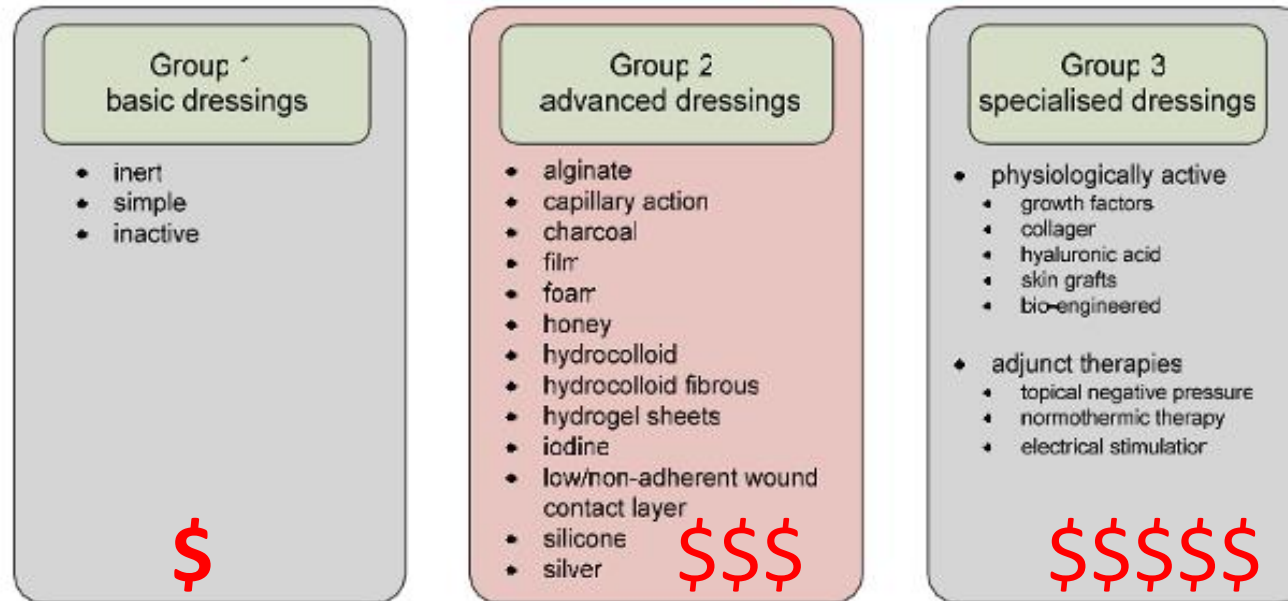 Group 1
basic dressings
• inert
• simple
• inactive
$
Group 2
advanced dressings
• alginate
• capillary action
• charcoal
• film
• foam
• honey
• hydrocolloid
• hydrocolloid fibrous
• hydrogel sheets
• iodine
• low/non-adherent wound
contact layer
• silicone
• silver
$$$
Group 3
specialised dressings
• physiologically active
• growth factors
• collagen
• hyaluronic acid
• skin grafts
• bio-engineered
• adjunct therapies
• topical negative pressure
• normothermic therapy
• electrical stimulation
$$$$$